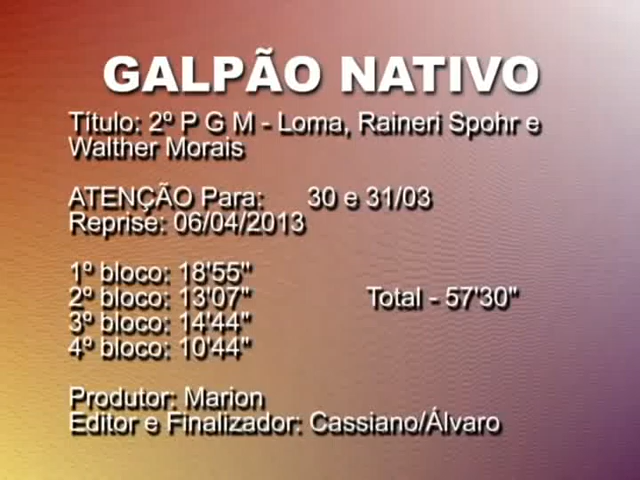 GALPÃO NATIVO
Título: 2º P G M - Loma, Raineri Spohr e
Walther Morais
ATENÇÃO Para: 30 e 31/03
Reprise: 06/04/2013
1º bloco: 18'55"
2º bloco: 13'07" Total - 57'30"
3º bloco: 14'44"
4º bloco: 10'44"
Produtor: Marion
Editor e Finalizador: Cassiano/Álvaro